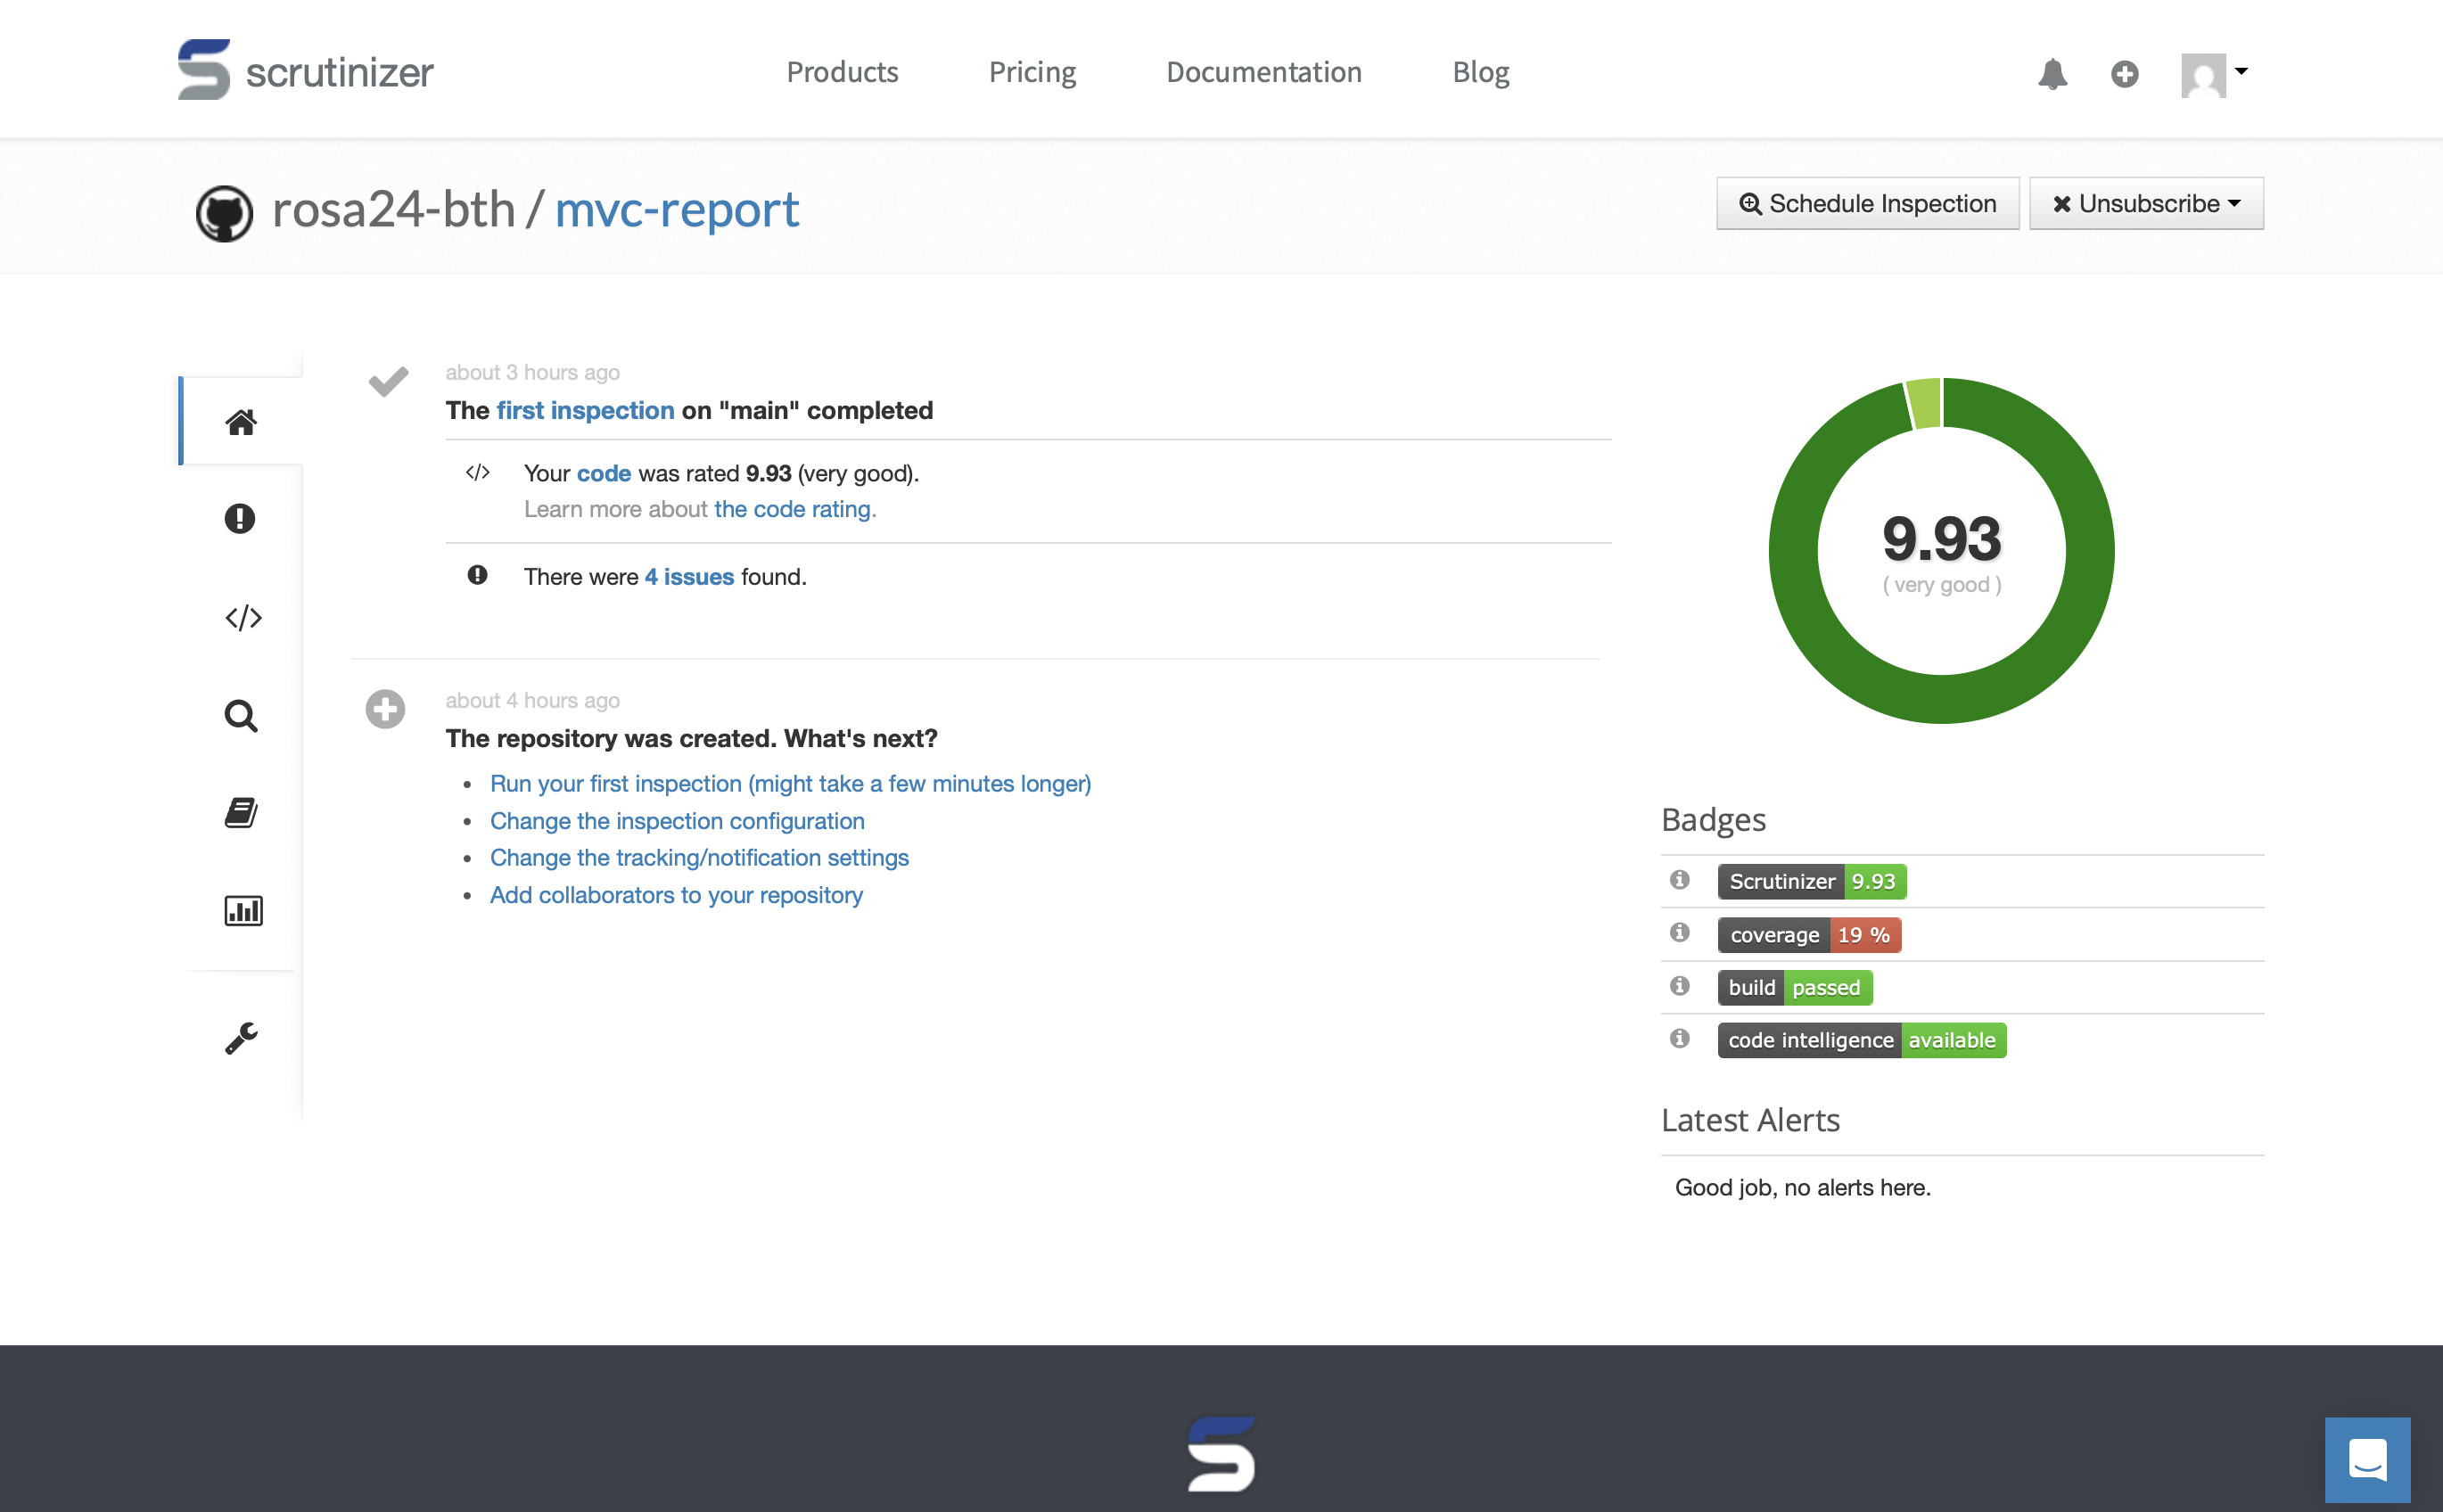 scrutinizer
Products
Pricing
Documentation
Blog
rosa24-bth / mvc-report
Schedule Inspection
Unsubscribe
about 3 hours ago
The first inspection on "main" completed
Your code was rated 9.93 (very good).
Learn more about the code rating.
There were 4 issues found.
about 4 hours ago
The repository was created. What's next?
Run your first inspection (might take a few minutes longer)
Change the inspection configuration
Change the tracking/notification settings
Add collaborators to your repository
9.93
( very good )
Badges
Scrutinizer 9.93
coverage 19 %
build passed
code intelligence available
Latest Alerts
Good job, no alerts here.